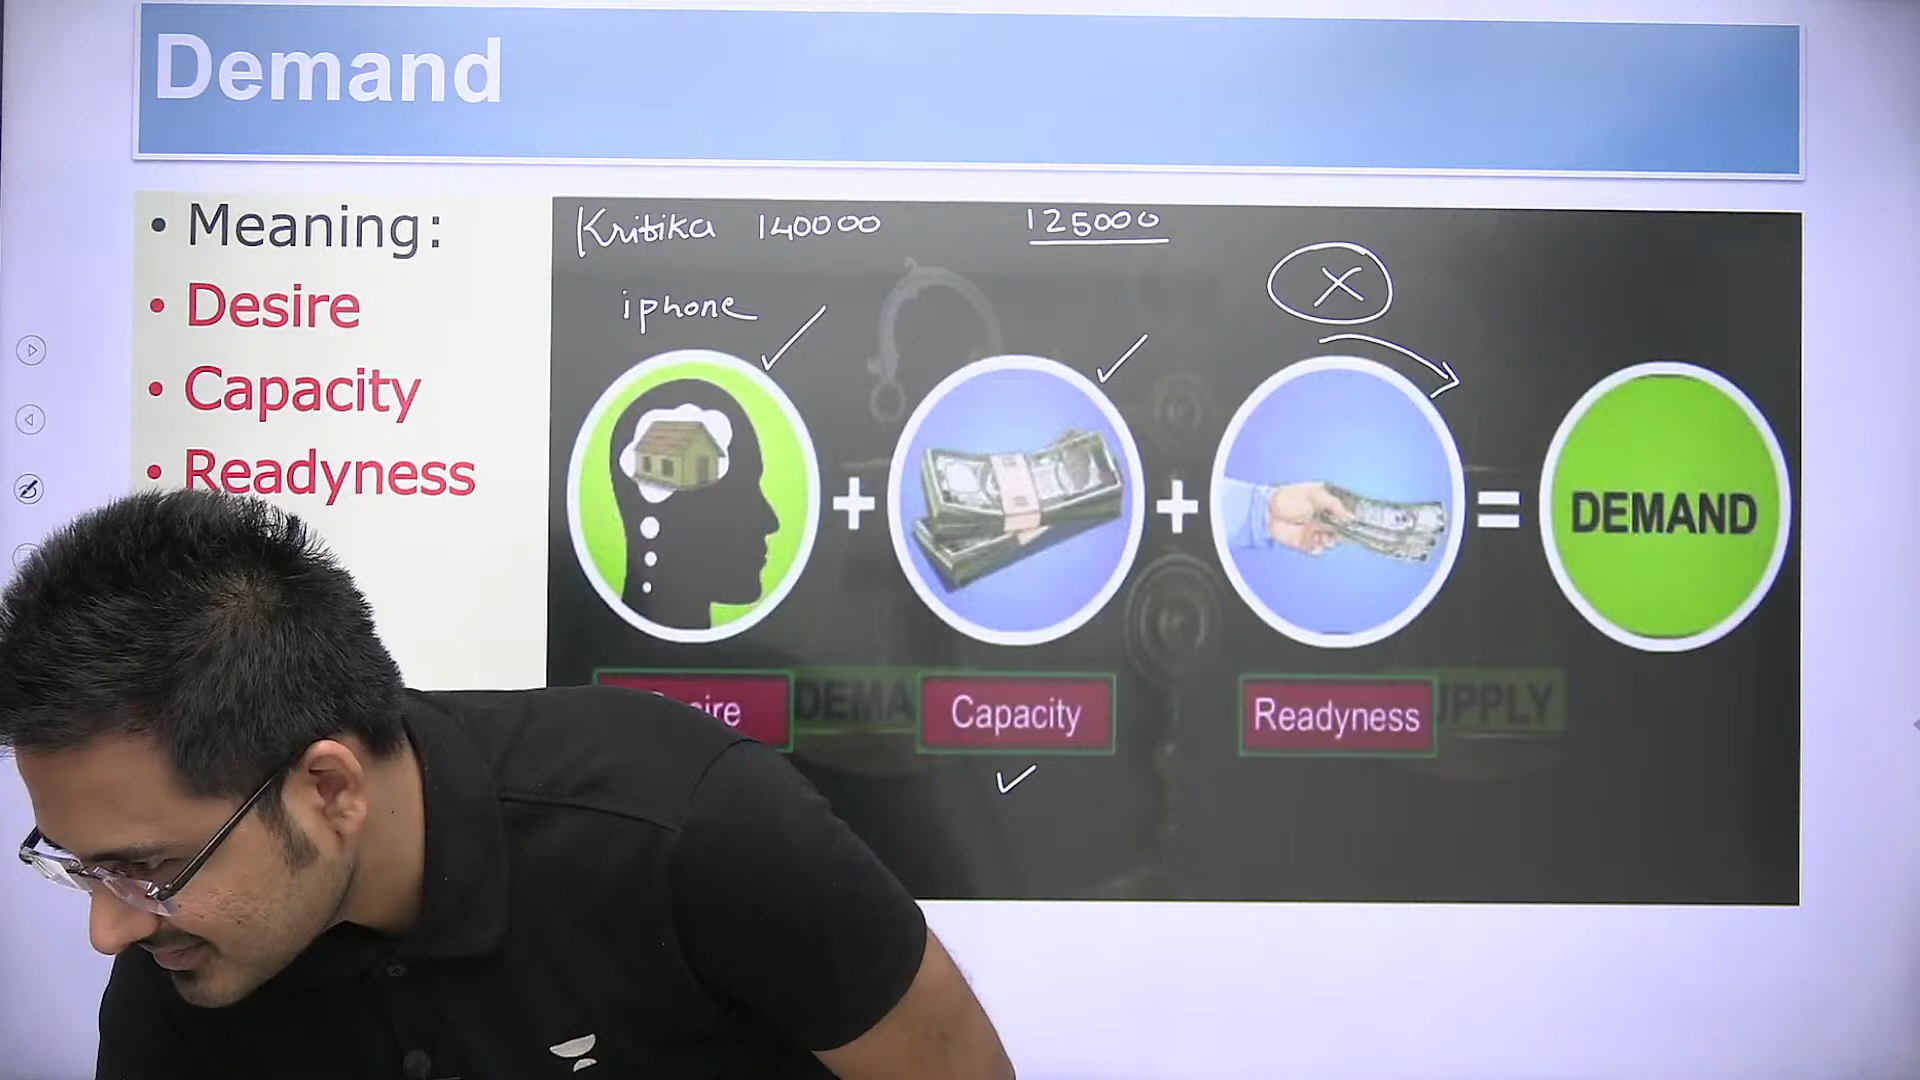 Demand
• Meaning:
• Desire
• Capacity
• Readyness
Kritika 140000 125000
iphone
X
+ + = DEMAND
Capacity
Readyness